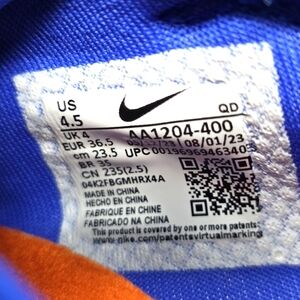 US
4.5
QD
UK 4
AA1204-400
EUR 36.5
08/01/23
cm 23.5
UPC
BR 35
CN 235(2.5)
04K2FBGMHRX4A
MADE IN CHINA
HECHO EN CHINA
FABRIQUE EN CHINE
FABRICADO NA CHINA
This product is covered by one or more patents:
www.nike.com/patentsvirtualmarking